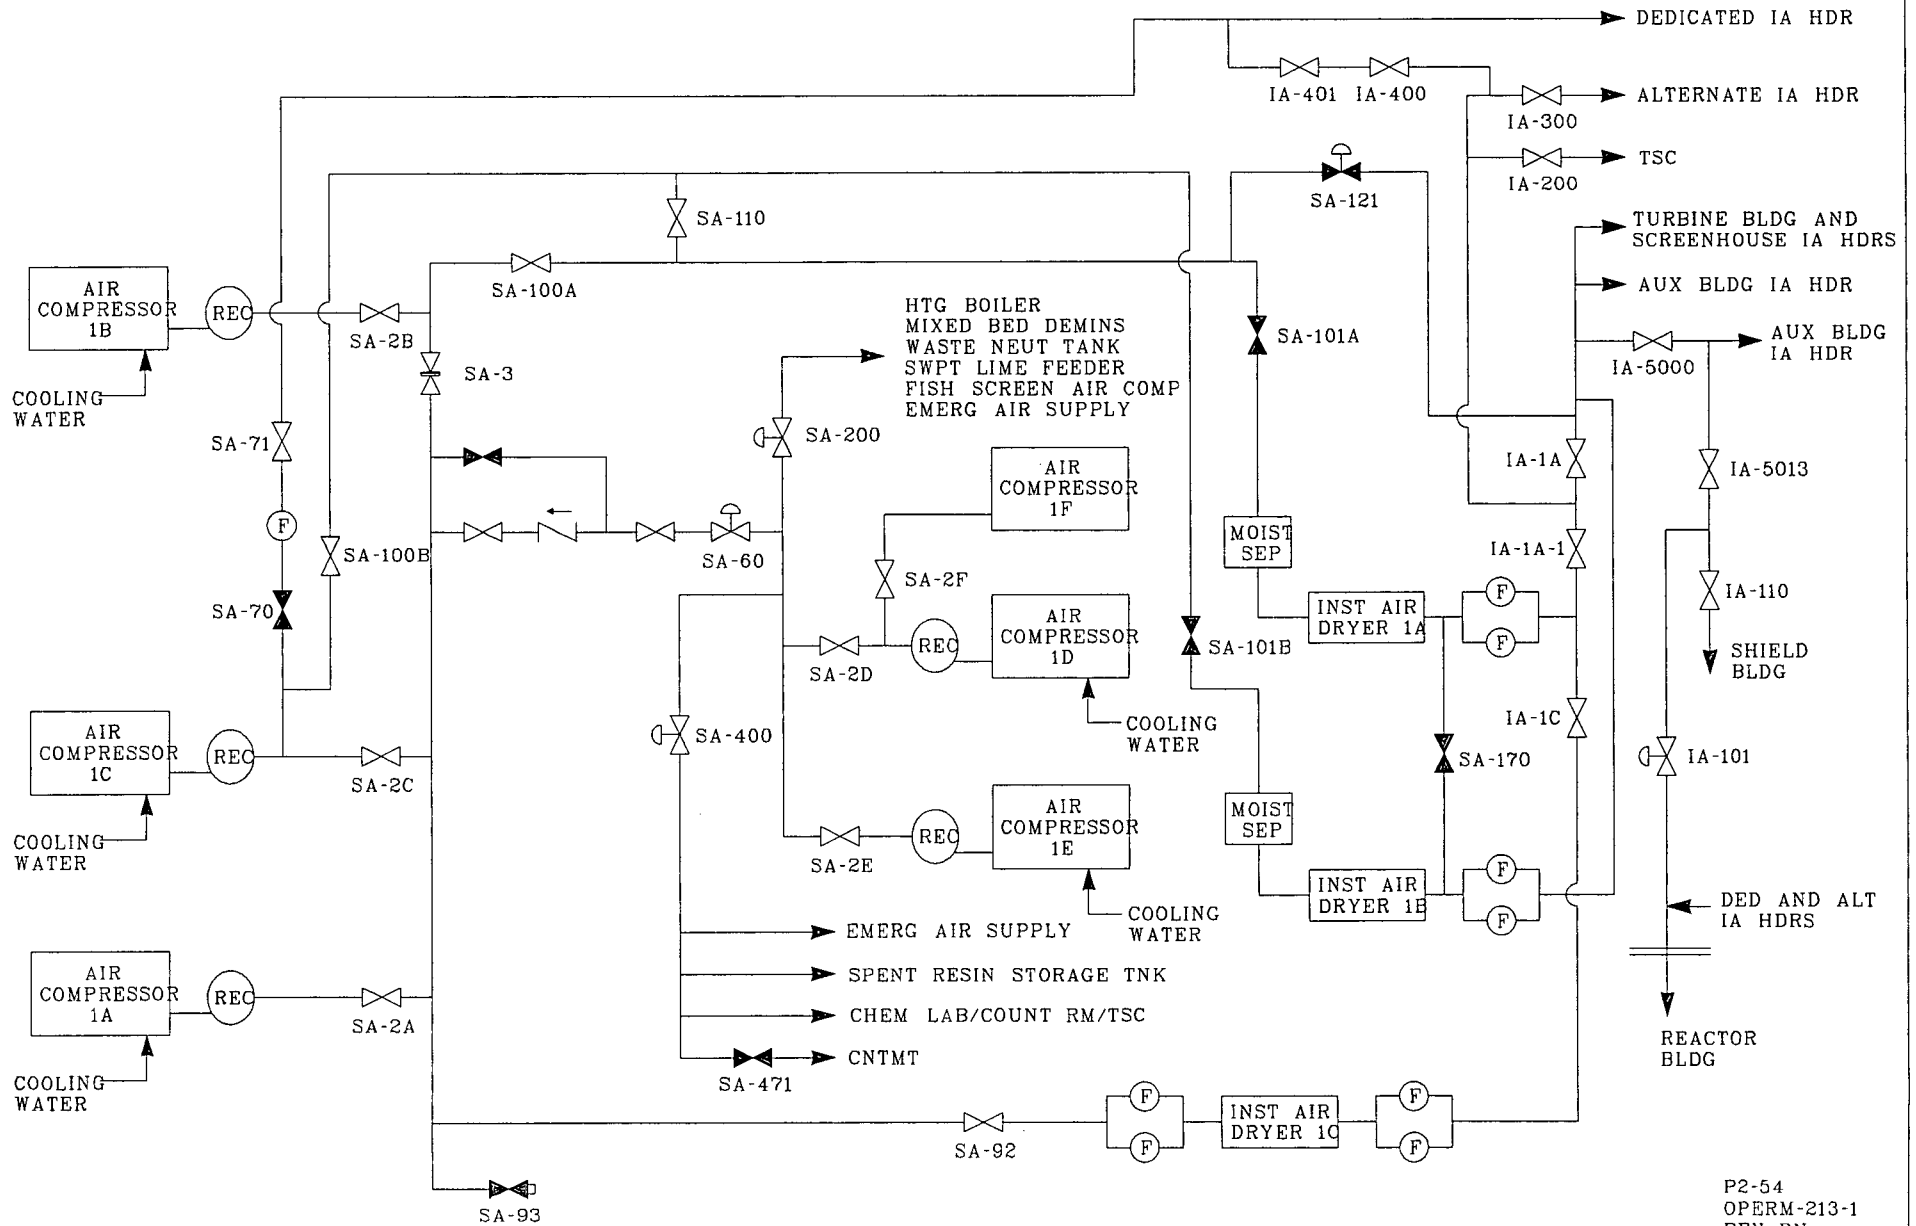 DEDICATED IA HDR
IA-401
IA-400
ALTERNATE IA HDR
IA-300
TSC
IA-200
SA-121
SA-110
TURBINE BLDG AND
SCREENHOUSE IA HDRS
SA-100A
AUX BLDG IA HDR
AIR
COMPRESSOR
1B
REC
SA-2B
COOLING
WATER
SA-3
HTG BOILER
MIXED BED DEMINS
WASTE NEUT TANK
SWPT LIME FEEDER
FISH SCREEN AIR COMP
EMERG AIR SUPPLY
SA-101A
AUX BLDG
IA HDR
IA-5000
SA-71
SA-200
AIR
COMPRESSOR
1F
IA-1A
IA-5013
F
SA-100B
SA-60
MOIST
SEP
IA-1A-1
SA-70
SA-2F
AIR
COMPRESSOR
1D
REC
SA-2D
COOLING
WATER
INST AIR
DRYER 1A
F
F
IA-110
SA-101B
SHIELD
BLDG
AIR
COMPRESSOR
1C
REC
SA-2C
COOLING
WATER
SA-400
IA-1C
SA-170
IA-101
MOIST
SEP
AIR
COMPRESSOR
1E
REC
SA-2E
COOLING
WATER
INST AIR
DRYER 1B
F
F
DED AND ALT
IA HDRS
EMERG AIR SUPPLY
SPENT RESIN STORAGE TNK
CHEM LAB/COUNT RM/TSC
CNTMT
SA-471
AIR
COMPRESSOR
1A
REC
SA-2A
COOLING
WATER
REACTOR
BLDG
SA-92
F
F
INST AIR
DRYER 1C
F
F
SA-93
P2-54
OPERM-213-1